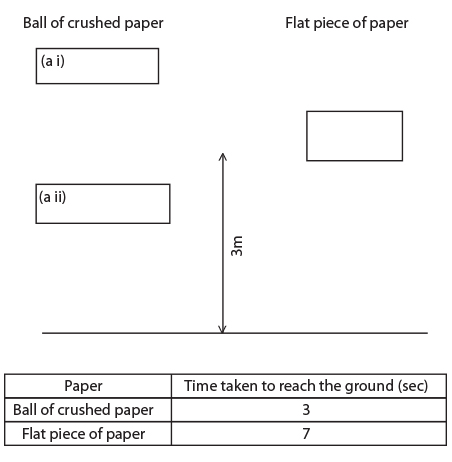 Ball of crushed paper
Flat piece of paper
(a i)
(a ii)
3m
Paper Time taken to reach the ground (sec)
Ball of crushed paper 3
Flat piece of paper 7